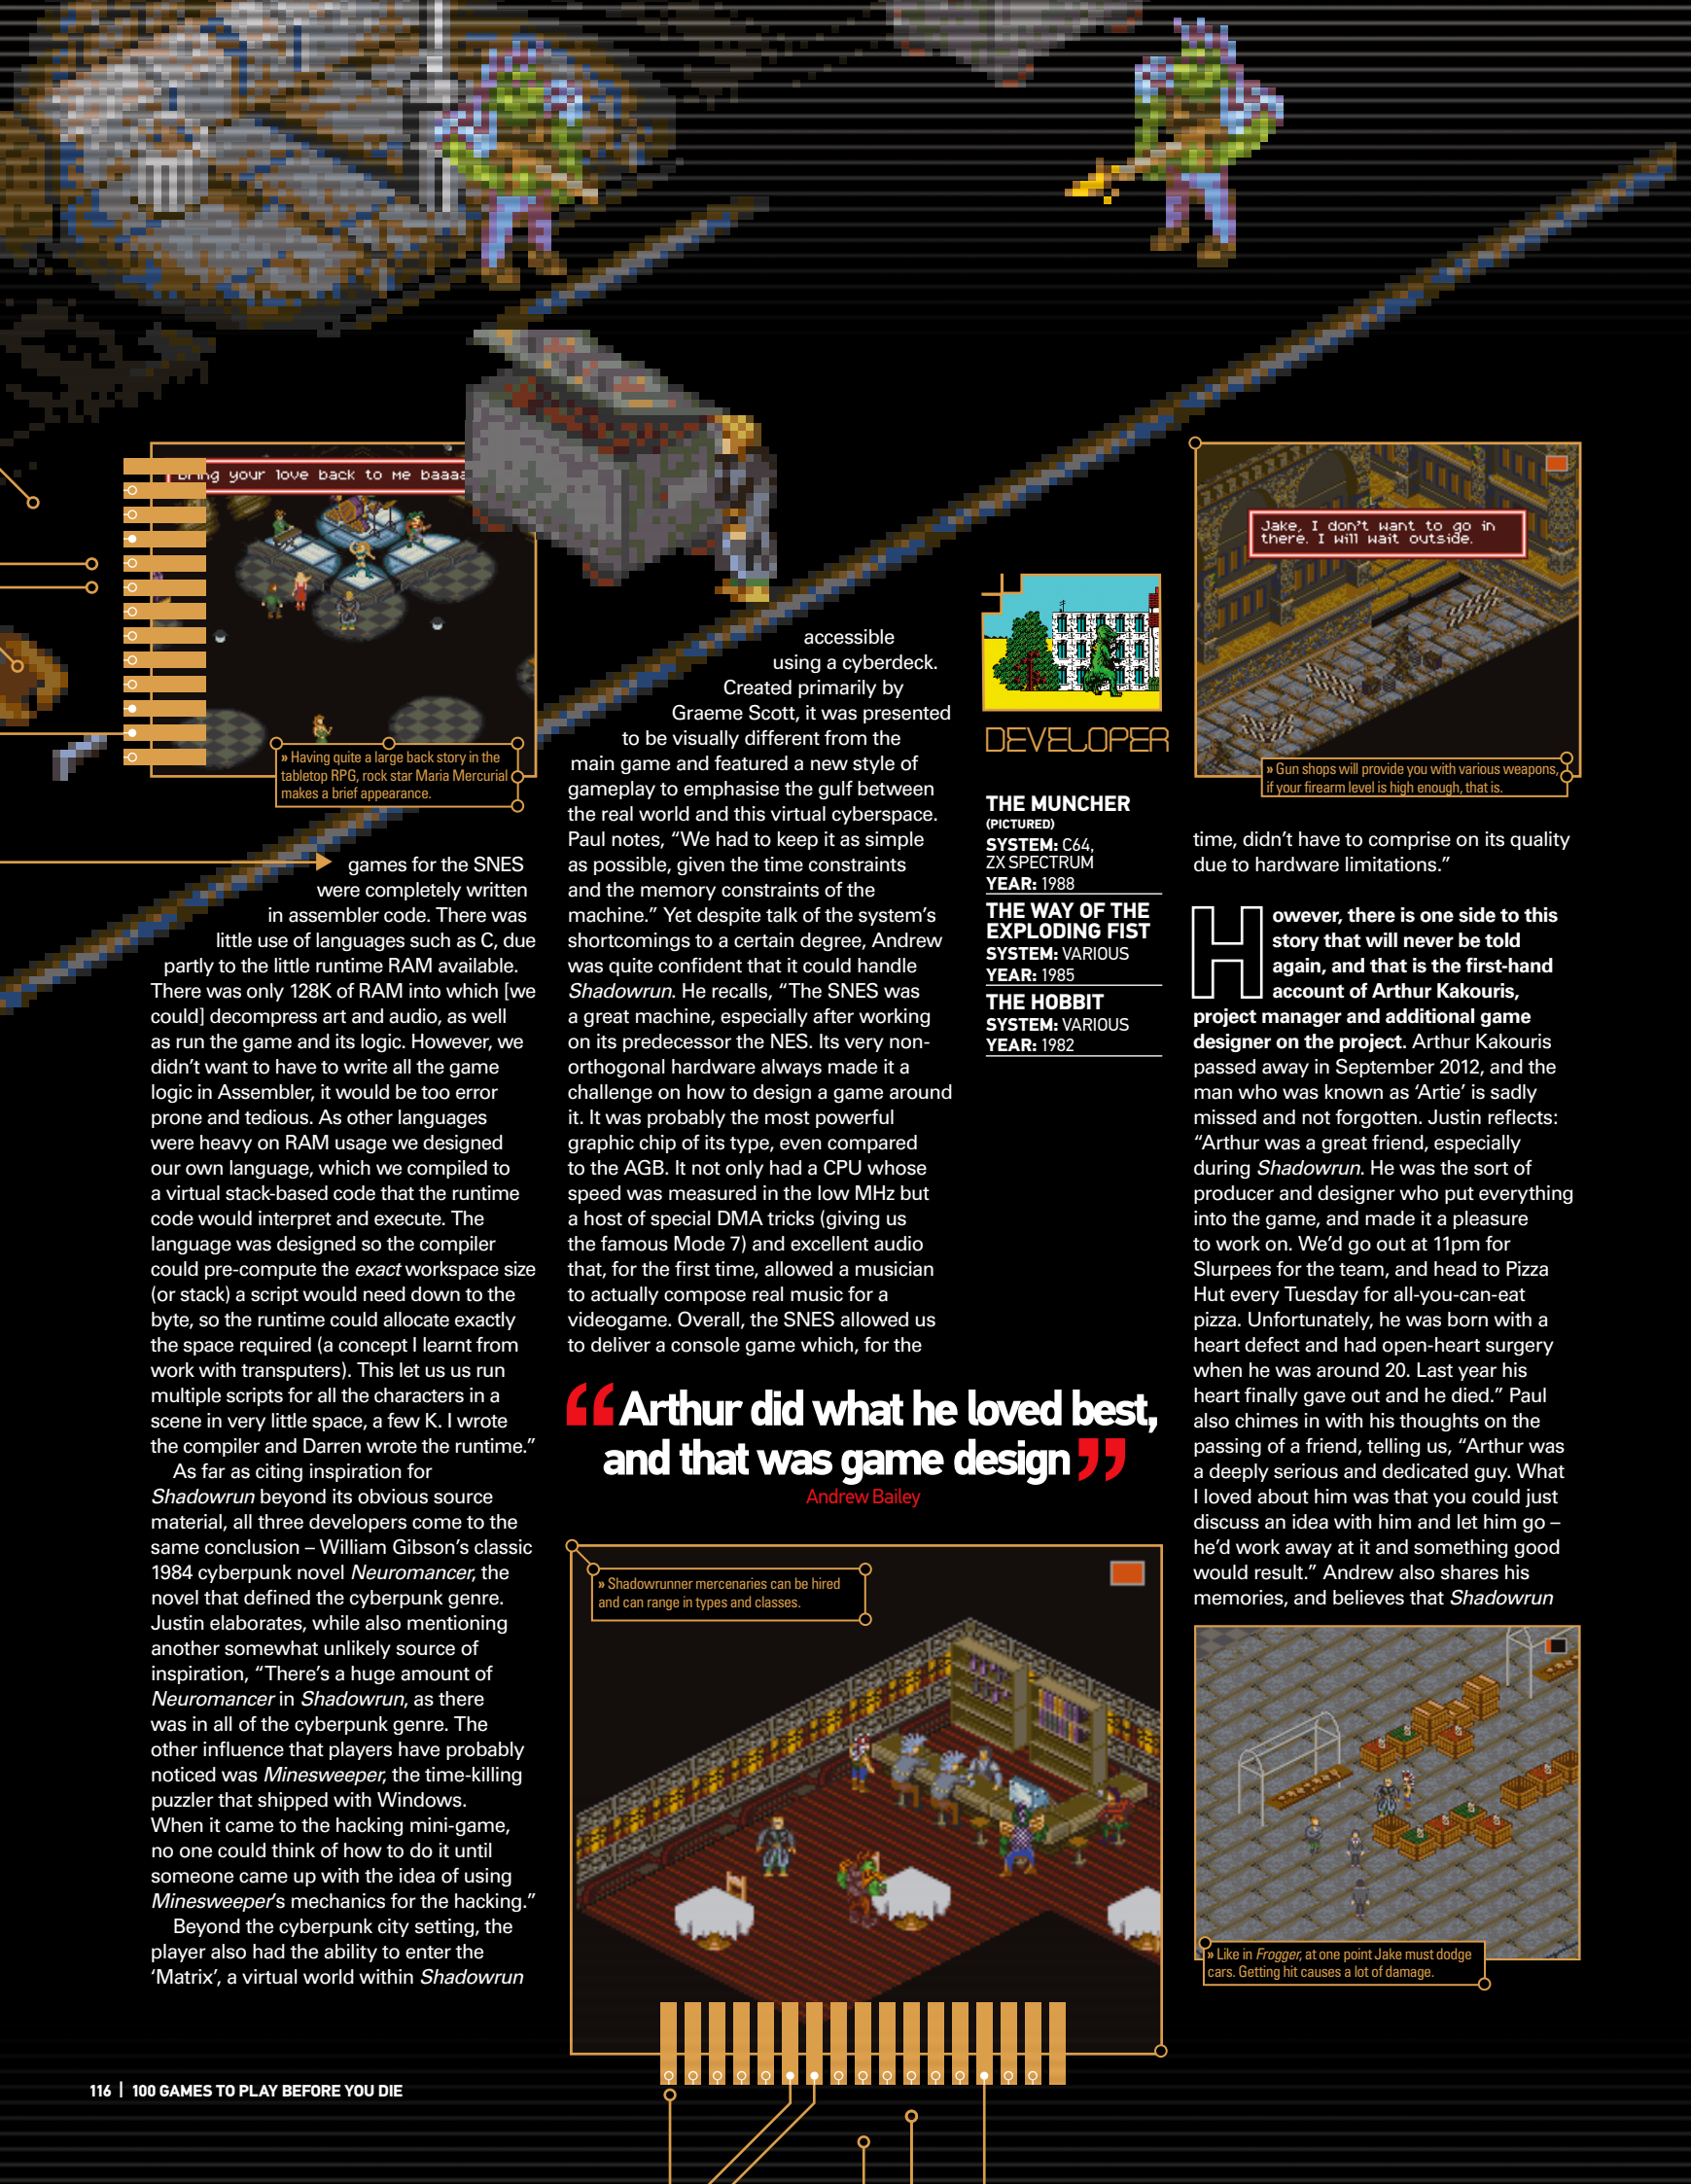 Bring your love back to me baaaa
» Having quite a large back story in the
tabletop RPG, rock star Maria Mercurial
makes a brief appearance.
games for the SNES
were completely written
in assembler code. There was
little use of languages such as C, due
partly to the little runtime RAM available.
There was only 128K of RAM into which [we
could] decompress art and audio, as well
as run the game and its logic. However, we
didn’t want to have to write all the game
logic in Assembler, it would be too error
prone and tedious. As other languages
were heavy on RAM usage we designed
our own language, which we compiled to
a virtual stack-based code that the runtime
code would interpret and execute. The
language was designed so the compiler
could pre-compute the exact workspace size
(or stack) a script would need down to the
byte, so the runtime could allocate exactly
the space required (a concept I learnt from
work with transputers). This let us us run
multiple scripts for all the characters in a
scene in very little space, a few K. I wrote
the compiler and Darren wrote the runtime.”
As far as citing inspiration for
Shadowrun beyond its obvious source
material, all three developers come to the
same conclusion – William Gibson’s classic
1984 cyberpunk novel Neuromancer, the
novel that defined the cyberpunk genre.
Justin elaborates, while also mentioning
another somewhat unlikely source of
inspiration, “There’s a huge amount of
Neuromancer in Shadowrun, as there
was in all of the cyberpunk genre. The
other influence that players have probably
noticed was Minesweeper, the time-killing
puzzler that shipped with Windows.
When it came to the hacking mini-game,
no one could think of how to do it until
someone came up with the idea of using
Minesweeper’s mechanics for the hacking.”
Beyond the cyberpunk city setting, the
player also had the ability to enter the
‘Matrix’, a virtual world within Shadowrun
accessible
using a cyberdeck.
Created primarily by
Graeme Scott, it was presented
to be visually different from the
main game and featured a new style of
gameplay to emphasise the gulf between
the real world and this virtual cyberspace.
Paul notes, “We had to keep it as simple
as possible, given the time constraints
and the memory constraints of the
machine.” Yet despite talk of the system’s
shortcomings to a certain degree, Andrew
was quite confident that it could handle
Shadowrun. He recalls, “The SNES was
a great machine, especially after working
on its predecessor the NES. Its very non-
orthogonal hardware always made it a
challenge on how to design a game around
it. It was probably the most powerful
graphic chip of its type, even compared
to the AGB. It not only had a CPU whose
speed was measured in the low MHz but
a host of special DMA tricks (giving us
the famous Mode 7) and excellent audio
that, for the first time, allowed a musician
to actually compose real music for a
videogame. Overall, the SNES allowed us
to deliver a console game which, for the
“Arthur did what he loved best,
and that was game design”
Andrew Bailey
» Shadowrunner mercenaries can be hired
and can range in types and classes.
DEVELOPER
THE MUNCHER
(PICTURED)
SYSTEM: C64,
ZX SPECTRUM
YEAR: 1988
THE WAY OF THE
EXPLODING FIST
SYSTEM: VARIOUS
YEAR: 1985
THE HOBBIT
SYSTEM: VARIOUS
YEAR: 1982
Jake, I don't want to go in
there. I will wait outside.
» Gun shops will provide you with various weapons,
if your firearm level is high enough, that is.
time, didn’t have to comprise on its quality
due to hardware limitations.”
However, there is one side to this
story that will never be told
again, and that is the first-hand
account of Arthur Kakouris,
project manager and additional game
designer on the project. Arthur Kakouris
passed away in September 2012, and the
man who was known as ‘Artie’ is sadly
missed and not forgotten. Justin reflects:
“Arthur was a great friend, especially
during Shadowrun. He was the sort of
producer and designer who put everything
into the game, and made it a pleasure
to work on. We’d go out at 11pm for
Slurpees for the team, and head to Pizza
Hut every Tuesday for all-you-can-eat
pizza. Unfortunately, he was born with a
heart defect and had open-heart surgery
when he was around 20. Last year his
heart finally gave out and he died.” Paul
also chimes in with his thoughts on the
passing of a friend, telling us, “Arthur was
a deeply serious and dedicated guy. What
I loved about him was that you could just
discuss an idea with him and let him go –
he’d work away at it and something good
would result.” Andrew also shares his
memories, and believes that Shadowrun
» Like in Frogger, at one point Jake must dodge
cars. Getting hit causes a lot of damage.
116 | 100 GAMES TO PLAY BEFORE YOU DIE